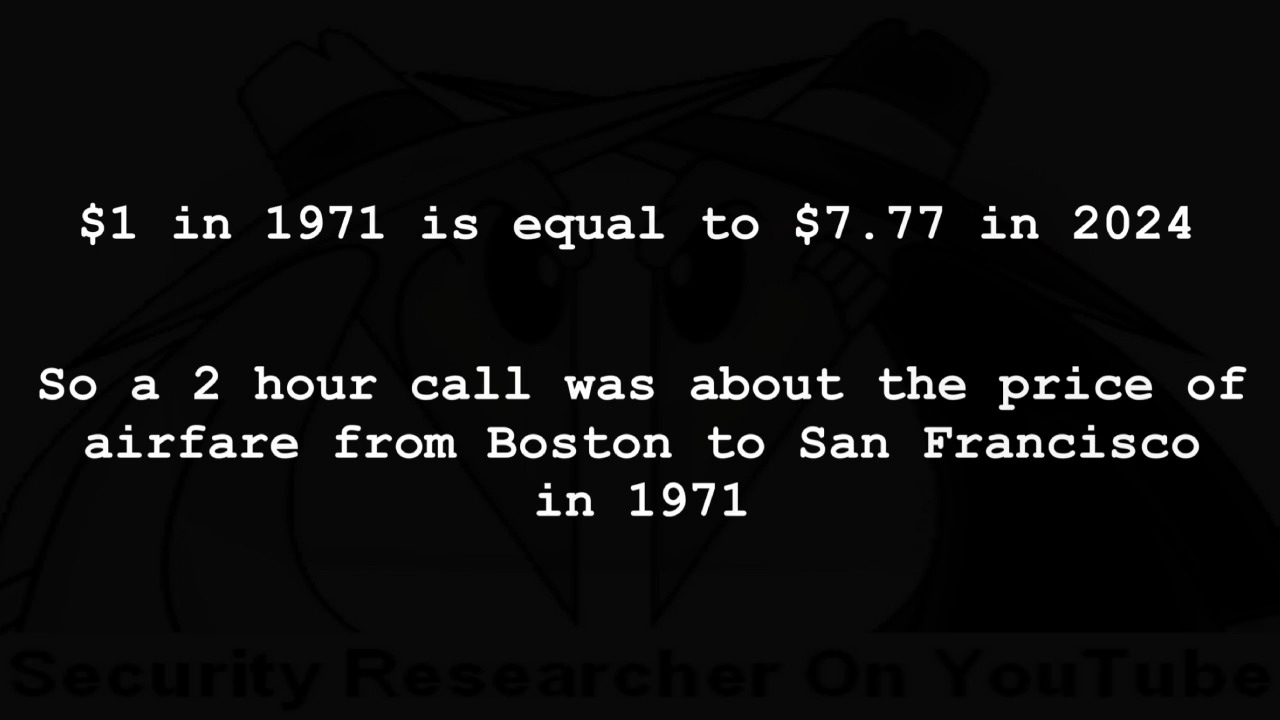 $1 in 1971 is equal to $7.77 in 2024
So a 2 hour call was about the price of
airfare from Boston to San Francisco
in 1971
Security Researcher On YouTube